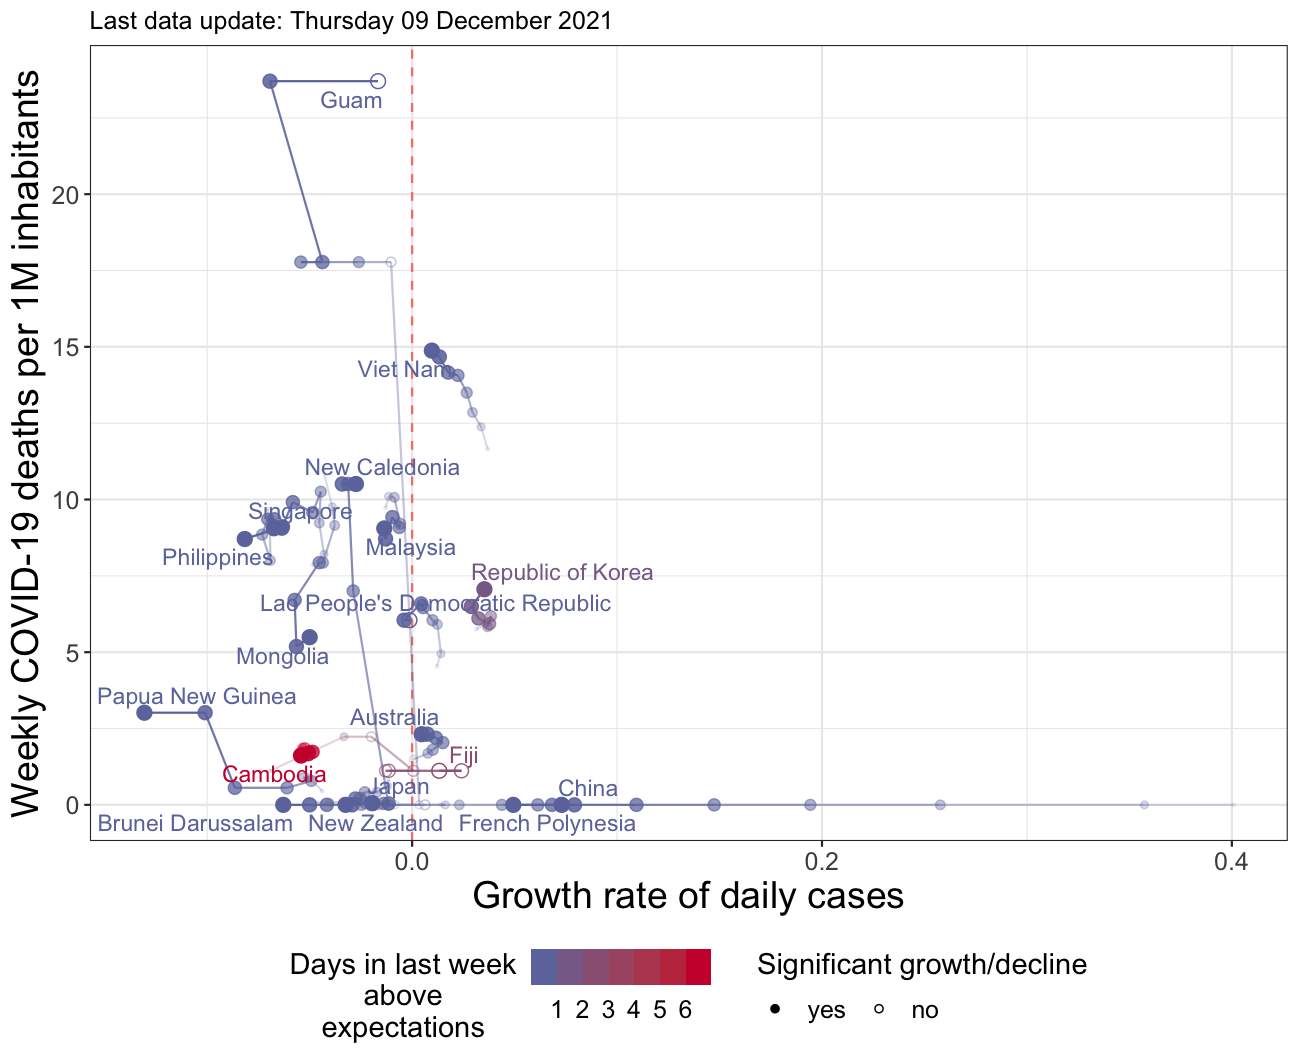 Last data update: Thursday 09 December 2021
Weekly COVID-19 deaths per 1M inhabitants
Guam
20
15
Viet Nam
New Caledonia
10
Singapore
Malaysia
Philippines
Republic of Korea
Lao People's Democratic Republic
5
Mongolia
Papua New Guinea
Australia
Fiji
Cambodia
Japan
China
0
Brunei Darussalam
New Zealand
French Polynesia
0.0
0.2
0.4
Growth rate of daily cases
Days in last week
above
expectations
1 2 3 4 5 6
Significant growth/decline
yes
no